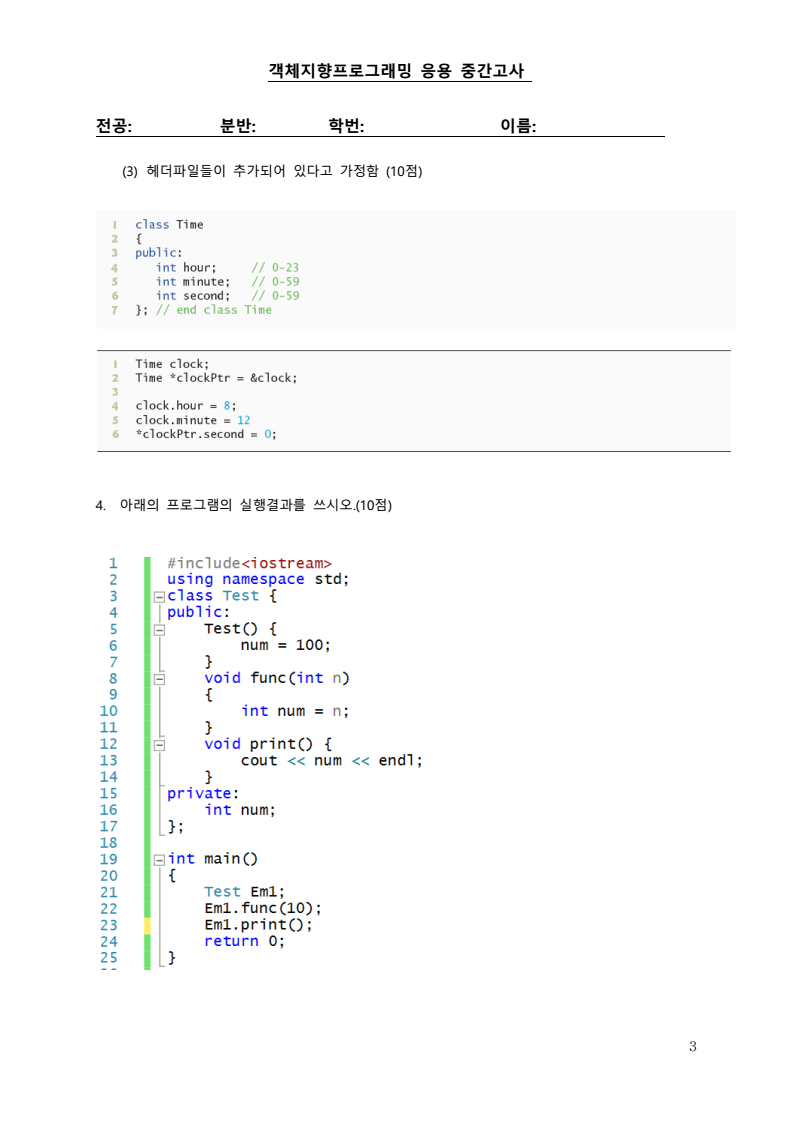 객체지향프로그래밍 응용 중간고사
전공: 분반: 학번: 이름:
(3) 헤더파일들이 추가되어 있다고 가정함 (10점)
1 class Time
2 {
3 public:
4 int hour; // 0-23
5 int minute; // 0-59
6 int second; // 0-59
7 }; // end class Time
1 Time clock;
2 Time *clockPtr = &clock;
3
4 clock.hour = 8;
5 clock.minute = 12
6 *clockPtr.second = 0;
4. 아래의 프로그램의 실행결과를 쓰시오.(10점)
1 #include<iostream>
2 using namespace std;
3 class Test {
4 public:
5 Test() {
6 num = 100;
7 }
8 void func(int n)
9 {
10 int num = n;
11 }
12 void print() {
13 cout << num << endl;
14 }
15 private:
16 int num;
17 };
18
19 int main()
20 {
21 Test Em1;
22 Em1.func(10);
23 Em1.print();
24 return 0;
25 }
3